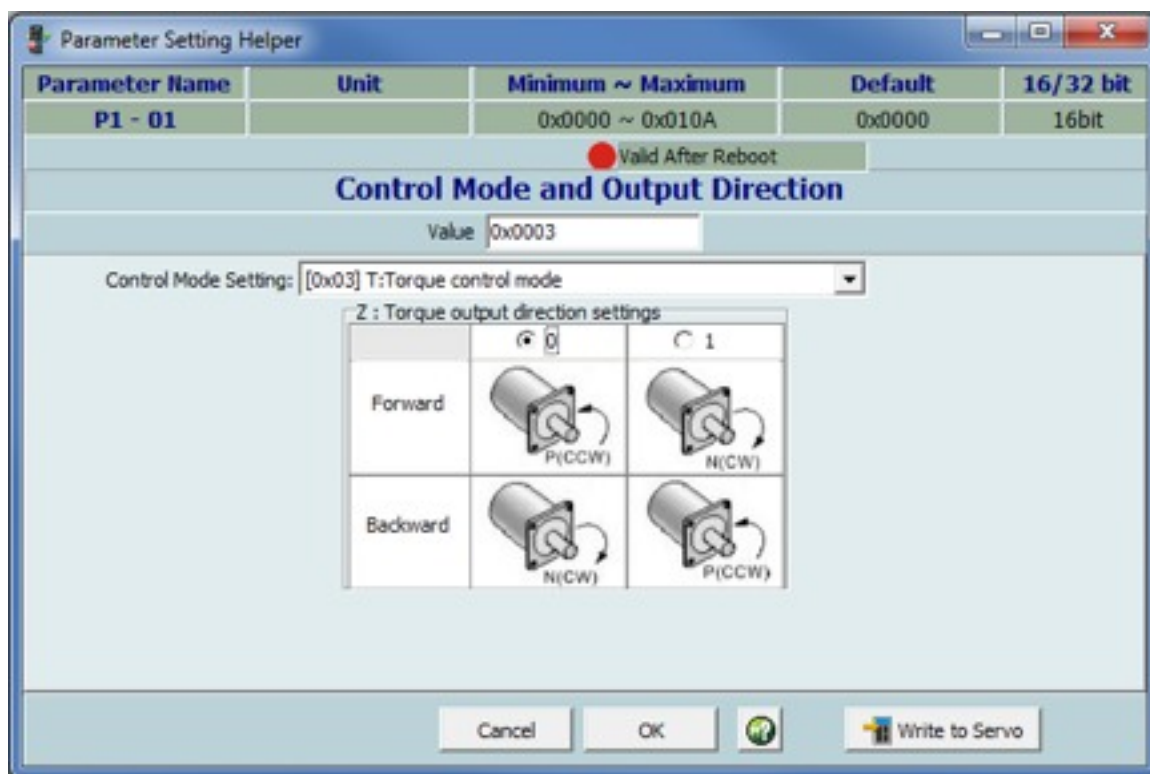 Parameter Setting Helper
Parameter Name Unit Minimum ~ Maximum Default 16/32 bit
P1 - 01 0x0000 ~ 0x010A 0x0000 16bit
Valid After Reboot
Control Mode and Output Direction
Value 0x0003
Control Mode Setting: [0x03] T:Torque control mode
Z : Torque output direction settings
0 1
Forward
P(CCW) N(CW)
Backward
N(CW) P(CCW)
Cancel OK Write to Servo